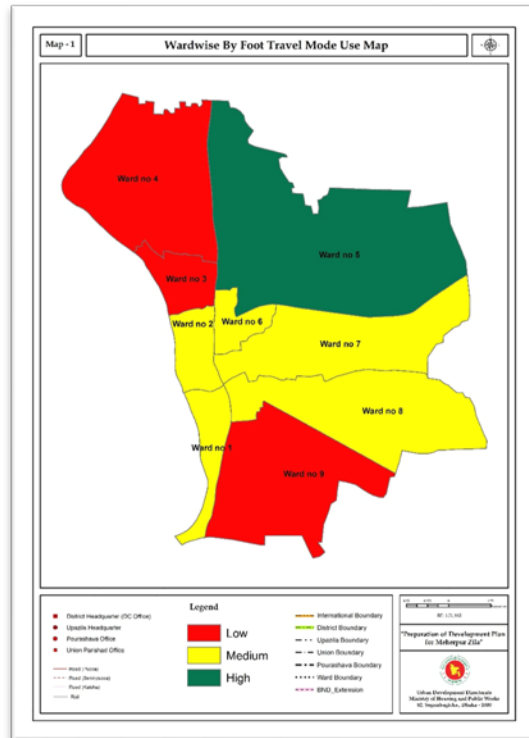 Map - 1
Wardwise By Foot Travel Mode Use Map
Ward no 4
Ward no 5
Ward no 3
Ward no 2
Ward no 6
Ward no 7
Ward no 8
Ward no 1
Ward no 9
District Headquarter (DC Office)
Upazila Headquarter
Pourashava Office
Union Parishad Office
Legend
Low
Medium
High
International Boundary
District Boundary
Upazila Boundary
Union Boundary
Pourashava Boundary
Ward Boundary
BND_Extension
"Preparation of Development Plan
for Meherpur Zila"
Urban Development Directorate
Ministry of Housing and Public Works